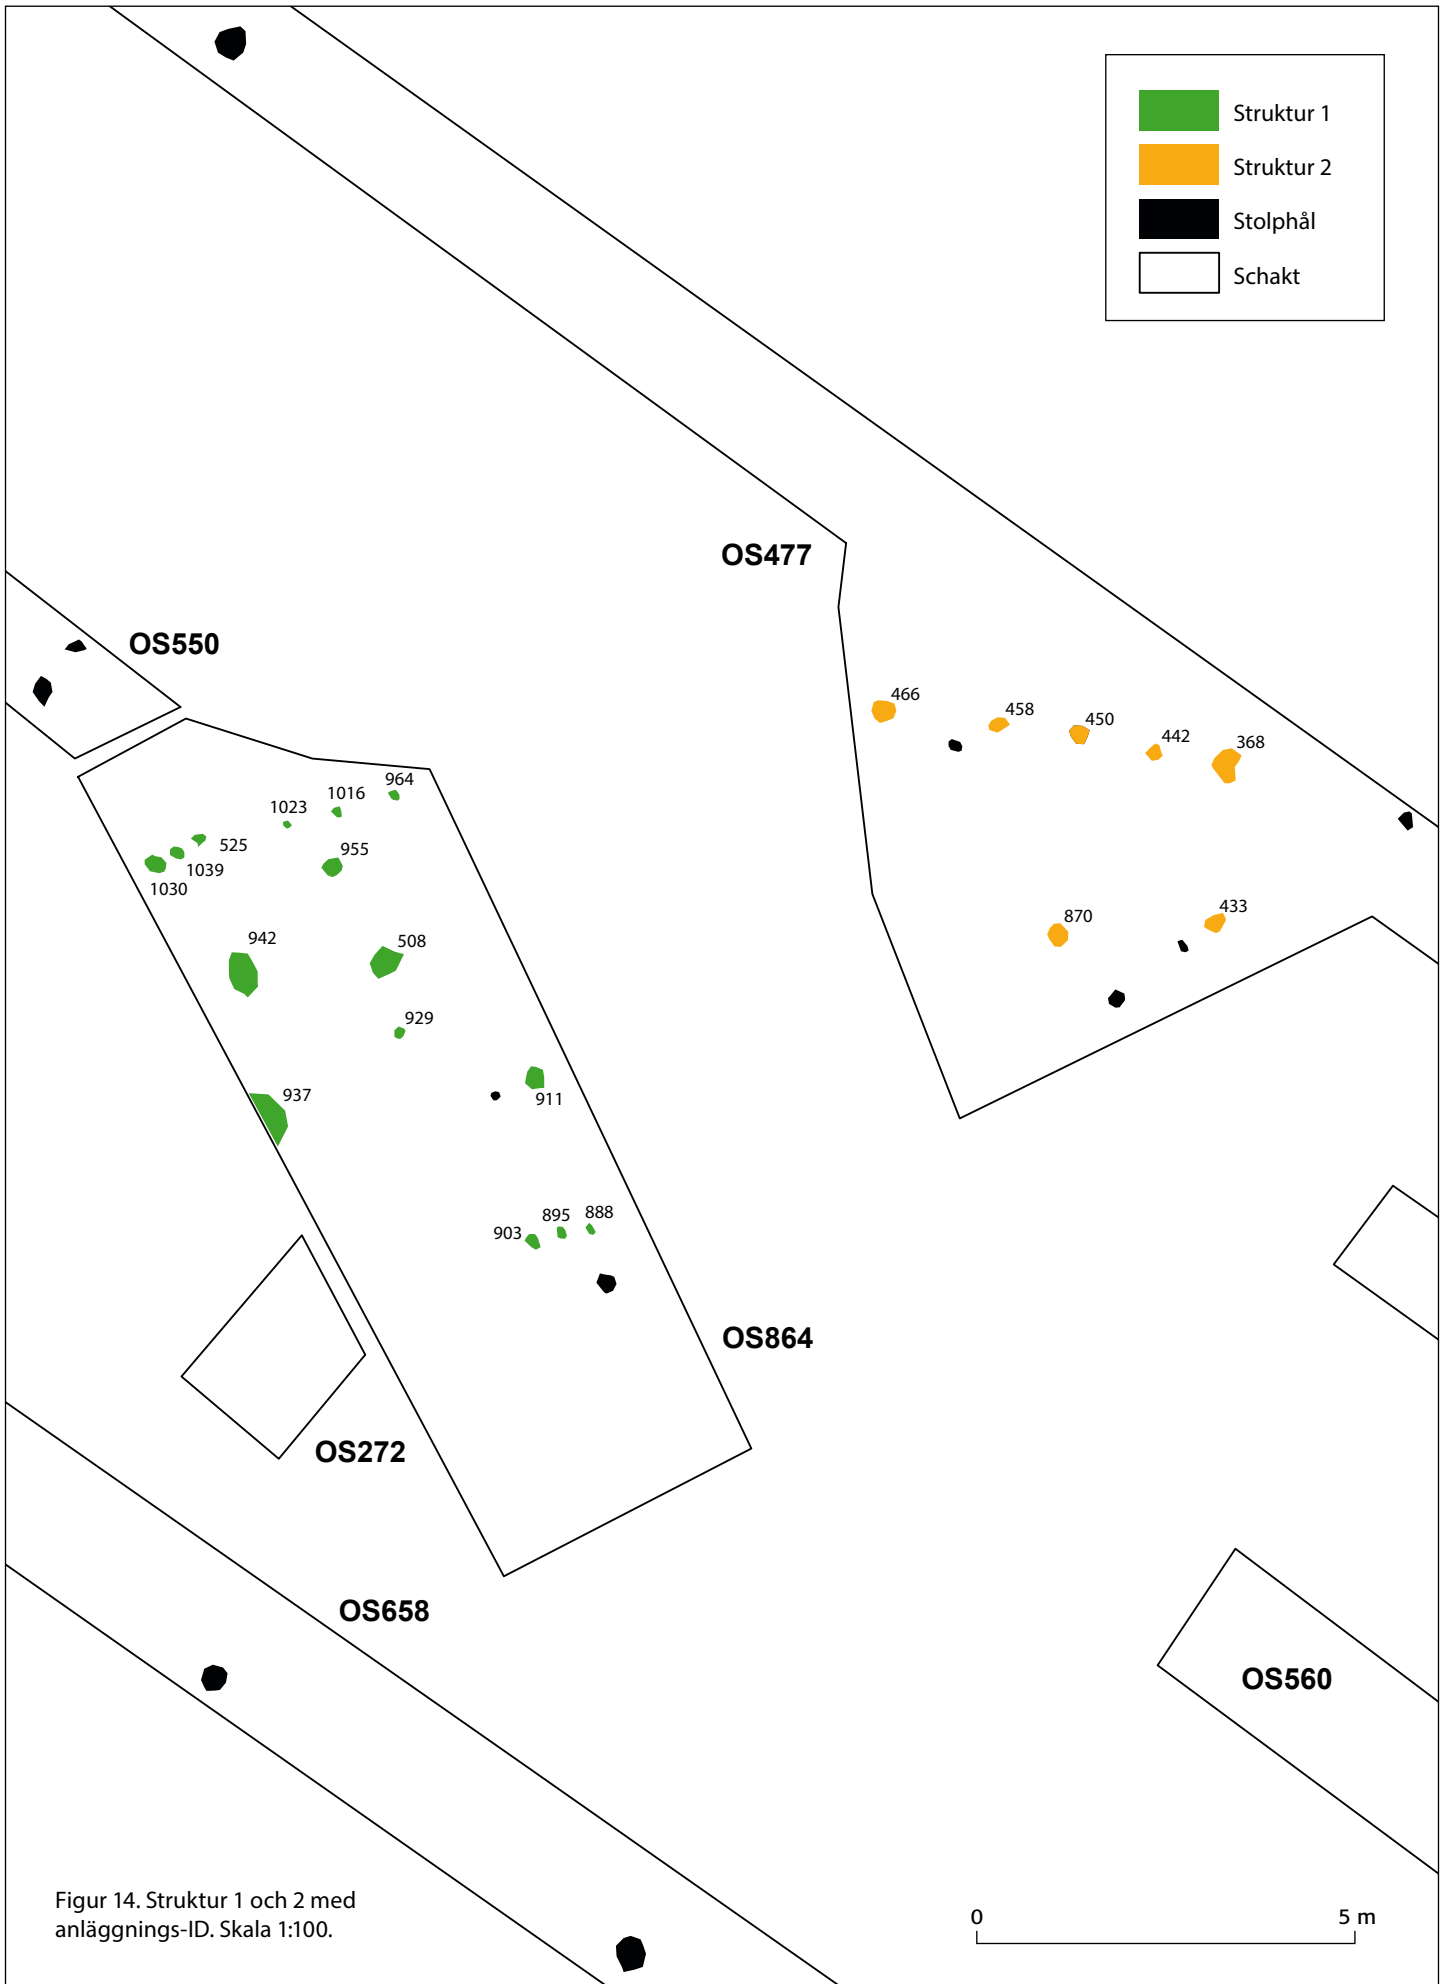 Struktur 1
Struktur 2
Stolphål
Schakt
OS477
OS550
466
458
450
442
368
964
1016
1023
525
1039
1030
955
870
433
942
508
929
937
911
903
895
888
OS864
OS272
OS658
OS560
Figur 14. Struktur 1 och 2 med
anläggnings-ID. Skala 1:100.
0 5 m